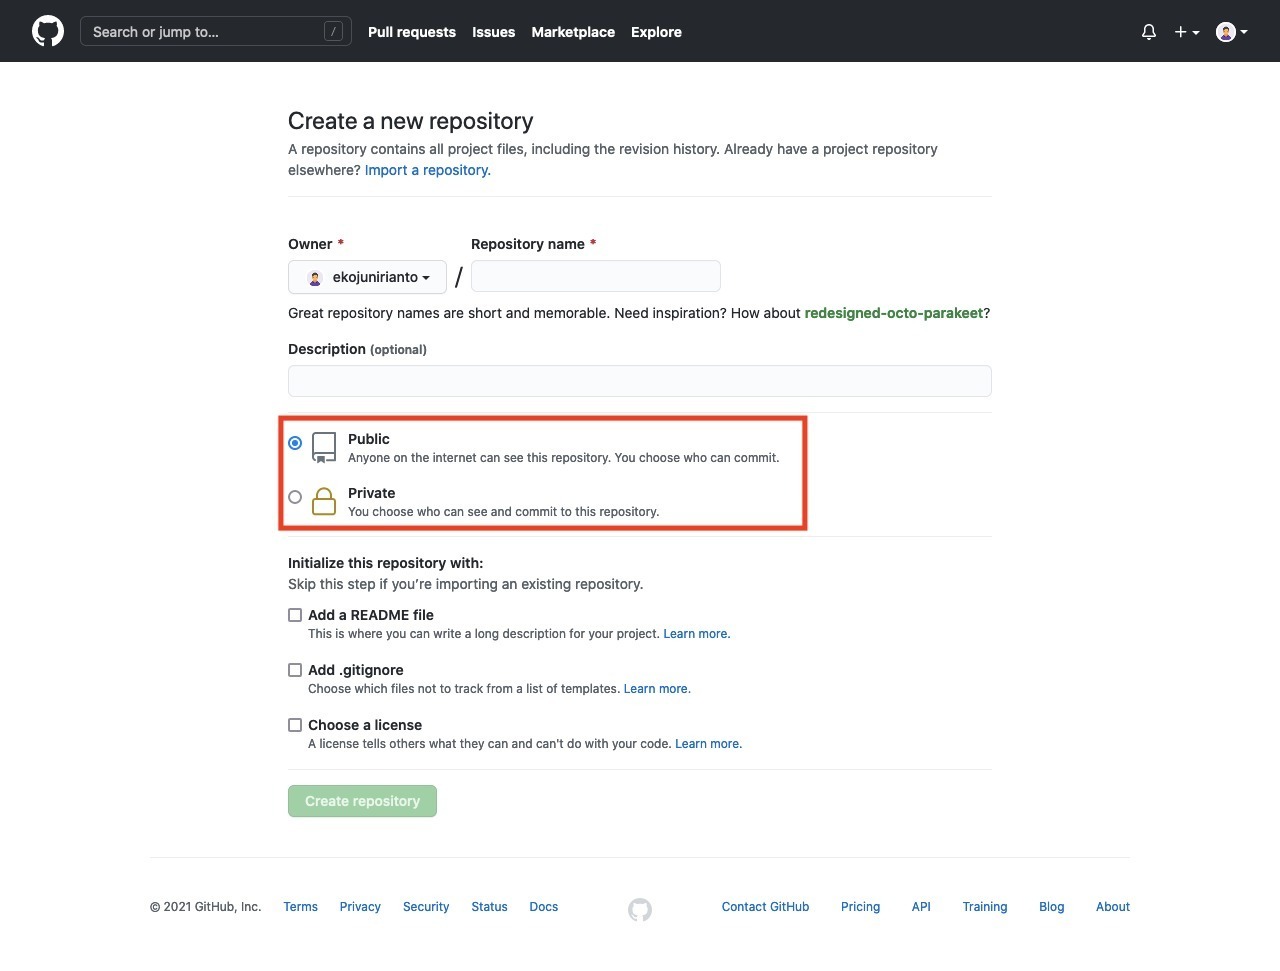 Search or jump to...
/
Pull requests
Issues
Marketplace
Explore
Create a new repository
A repository contains all project files, including the revision history. Already have a project repository
elsewhere? Import a repository.
Owner *
Repository name *
ekojunirianto
/
Great repository names are short and memorable. Need inspiration? How about redesigned-octo-parakeet?
Description (optional)
Public
Anyone on the internet can see this repository. You choose who can commit.
Private
You choose who can see and commit to this repository.
Initialize this repository with:
Skip this step if you’re importing an existing repository.
Add a README file
This is where you can write a long description for your project. Learn more.
Add .gitignore
Choose which files not to track from a list of templates. Learn more.
Choose a license
A license tells others what they can and can't do with your code. Learn more.
Create repository
© 2021 GitHub, Inc.
Terms
Privacy
Security
Status
Docs
Contact GitHub
Pricing
API
Training
Blog
About